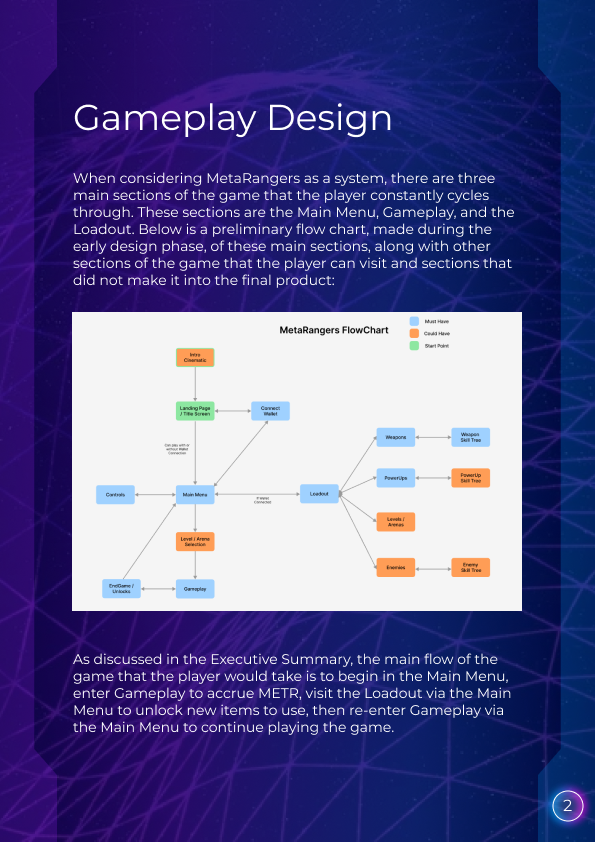 Gameplay Design
When considering MetaRangers as a system, there are three
main sections of the game that the player constantly cycles
through. These sections are the Main Menu, Gameplay, and the
Loadout. Below is a preliminary flow chart, made during the
early design phase, of these main sections, along with other
sections of the game that the player can visit and sections that
did not make it into the final product:
MetaRangers FlowChart
Must Have
Could Have
Start Point
Intro
Cinematic
Landing Page
/ Title Screen
Connect
Wallet
Can play with or
without Wallet
Connection
Weapons
Weapon
Skill Tree
PowerUps
PowerUp
Skill Tree
Controls
Main Menu
If Wallet
Connected
Loadout
Levels /
Arenas
Level / Arena
Selection
Enemies
Enemy
Skill Tree
EndGame /
Unlocks
Gameplay
As discussed in the Executive Summary, the main flow of the
game that the player would take is to begin in the Main Menu,
enter Gameplay to accrue METR, visit the Loadout via the Main
Menu to unlock new items to use, then re-enter Gameplay via
the Main Menu to continue playing the game.
2